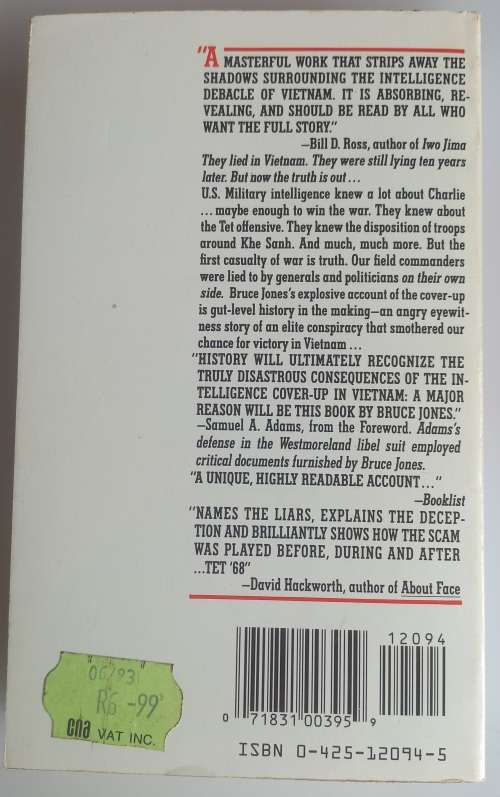 "A MASTERFUL WORK THAT STRIPS AWAY THE
SHADOWS SURROUNDING THE INTELLIGENCE
DEBACLE OF VIETNAM. IT IS ABSORBING, RE-
VEALING, AND SHOULD BE READ BY ALL WHO
WANT THE FULL STORY."
—Bill D. Ross, author of Iwo Jima
They lied in Vietnam. They were still lying ten years
later. But now the truth is out...
U.S. Military intelligence knew a lot about Charlie
...maybe enough to win the war. They knew about
the Tet offensive. They knew the disposition of troops
around Khe Sanh. And much, much more. But the
first casualty of war is truth. Our field commanders
were lied to by generals and politicians on their own
side. Bruce Jones's explosive account of the cover-up
is gut-level history in the making—an angry eyewit-
ness story of an elite conspiracy that smothered our
chance for victory in Vietnam...
"HISTORY WILL ULTIMATELY RECOGNIZE THE
TRULY DISASTROUS CONSEQUENCES OF THE IN-
TELLIGENCE COVER-UP IN VIETNAM: A MAJOR
REASON WILL BE THIS BOOK BY BRUCE JONES."
—Samuel A. Adams, from the Foreword. Adams's
defense in the Westmoreland libel suit employed
critical documents furnished by Bruce Jones.
"A UNIQUE, HIGHLY READABLE ACCOUNT..."
—Booklist
"NAMES THE LIARS, EXPLAINS THE DECEP-
TION AND BRILLIANTLY SHOWS HOW THE SCAM
WAS PLAYED BEFORE, DURING AND AFTER
...TET '68"
—David Hackworth, author of About Face
12094
0 71831 00395 9
ISBN 0-425-12094-5
06/93
R6 -99
cna VAT INC.